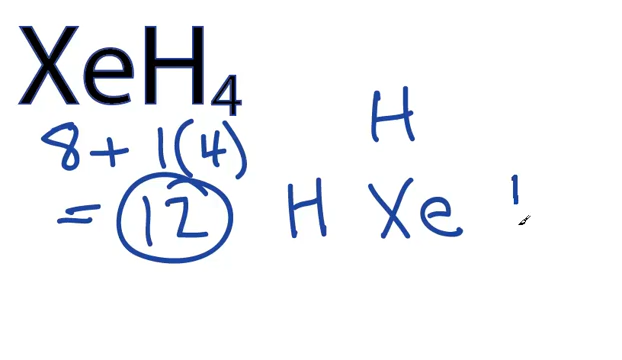 XeH4
8 + 1(4)
= 12
H
H Xe